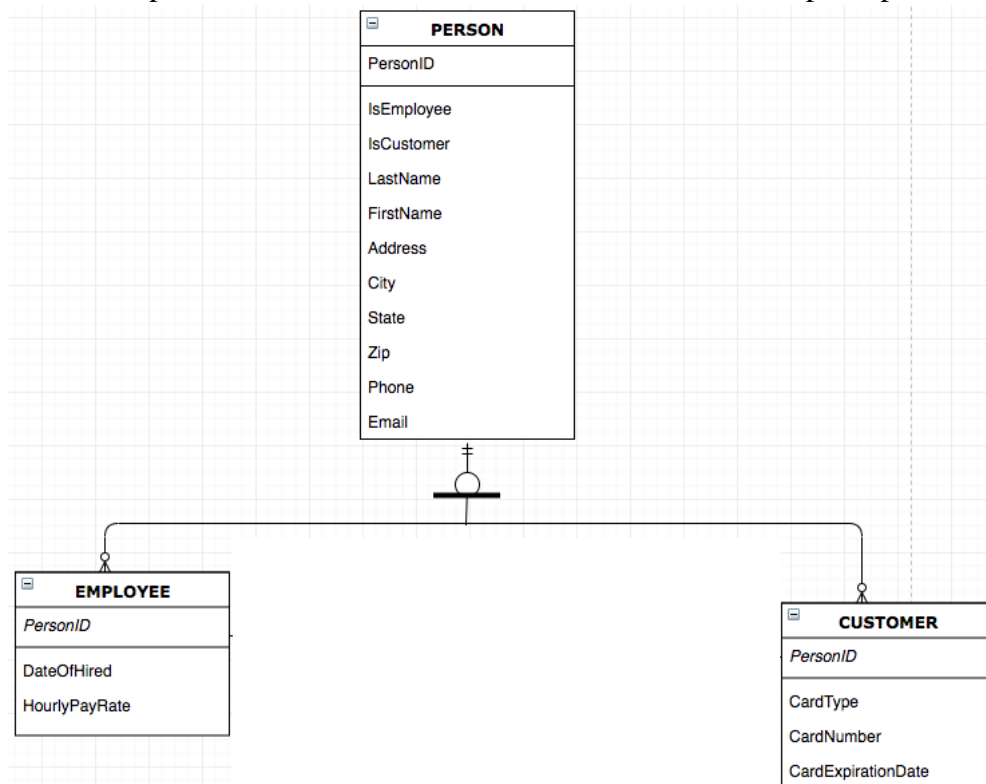 PERSON
PersonID
IsEmployee
IsCustomer
LastName
FirstName
Address
City
State
Zip
Phone
Email
EMPLOYEE
PersonID
DateOfHired
HourlyPayRate
CUSTOMER
PersonID
CardType
CardNumber
CardExpirationDate